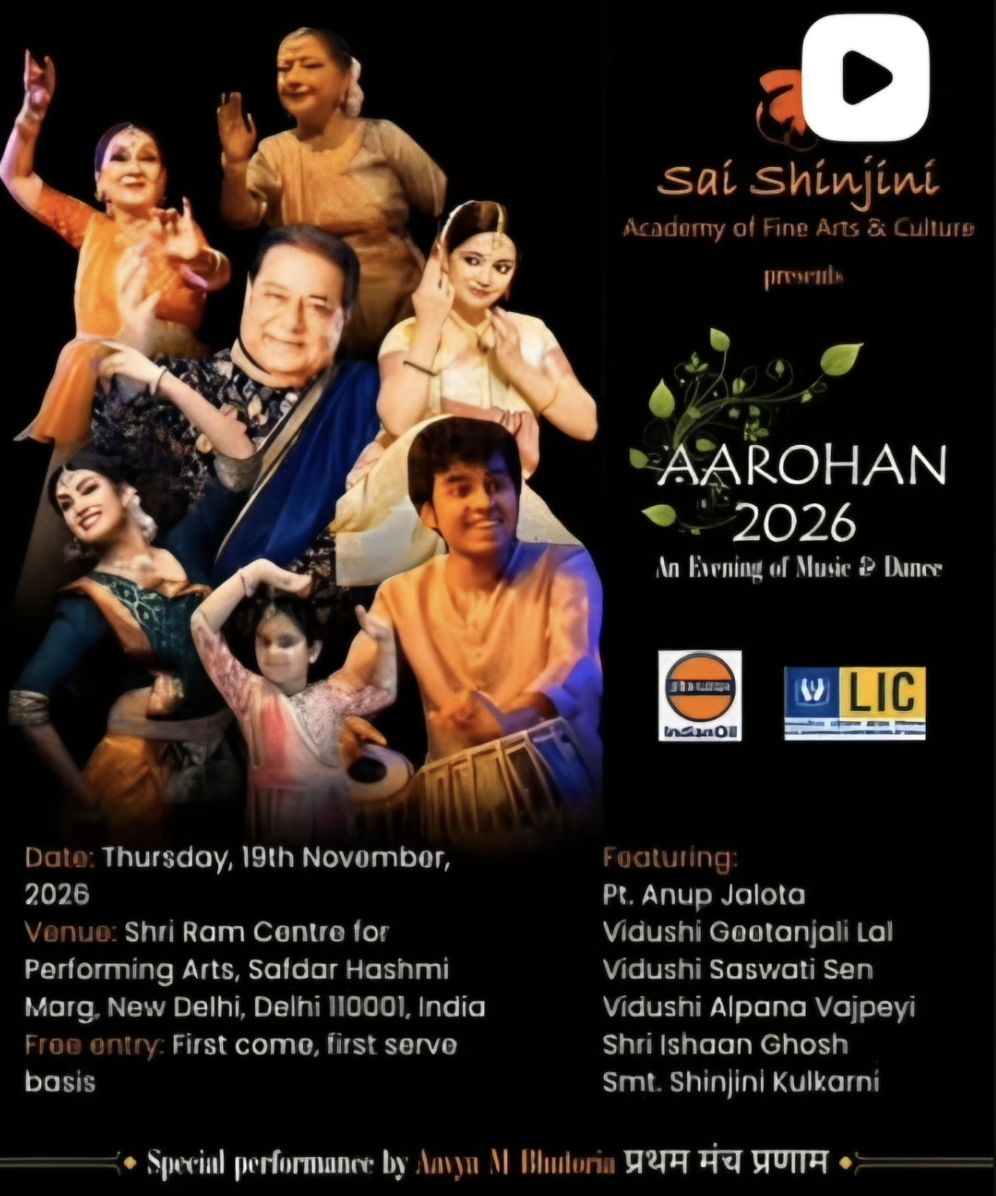 Sai Shinjini
Academy of Fine Arts & Culture
presents
AAROHAN
2026
An Evening of Music & Dance
IndianOil
LIC
Date: Thursday, 19th November,
2026
Venue: Shri Ram Centre for
Performing Arts, Safdar Hashmi
Marg, New Delhi, Delhi 110001, India
Free entry: First come, first serve
basis
Featuring:
Pt. Anup Jalota
Vidushi Geetanjali Lal
Vidushi Saswati Sen
Vidushi Alpana Vajpeyi
Shri Ishaan Ghosh
Smt. Shinjini Kulkarni
Special performance by M प्रथम मंच प्रणाम